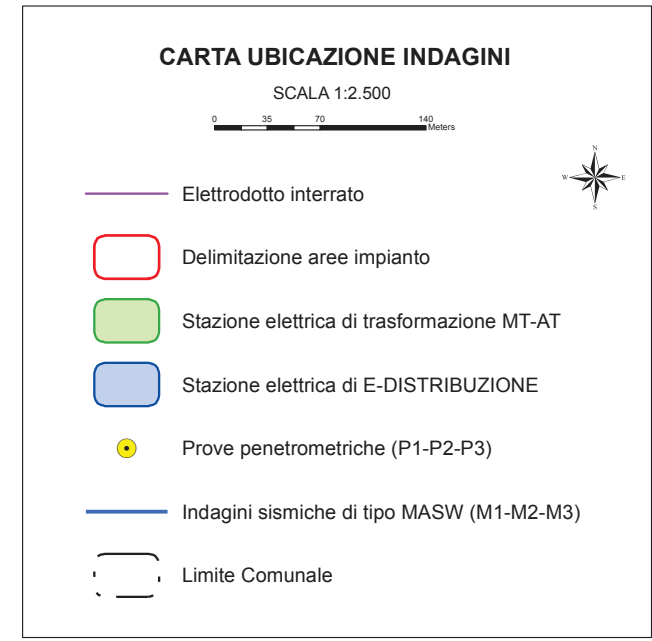 CARTA UBICAZIONE INDAGINI
SCALA 1:2.500
0 35 70 140
Meters
N
W E
S
Elettrodotto interrato
Delimitazione aree impianto
Stazione elettrica di trasformazione MT-AT
Stazione elettrica di E-DISTRIBUZIONE
Prove penetrometriche (P1-P2-P3)
Indagini sismiche di tipo MASW (M1-M2-M3)
Limite Comunale